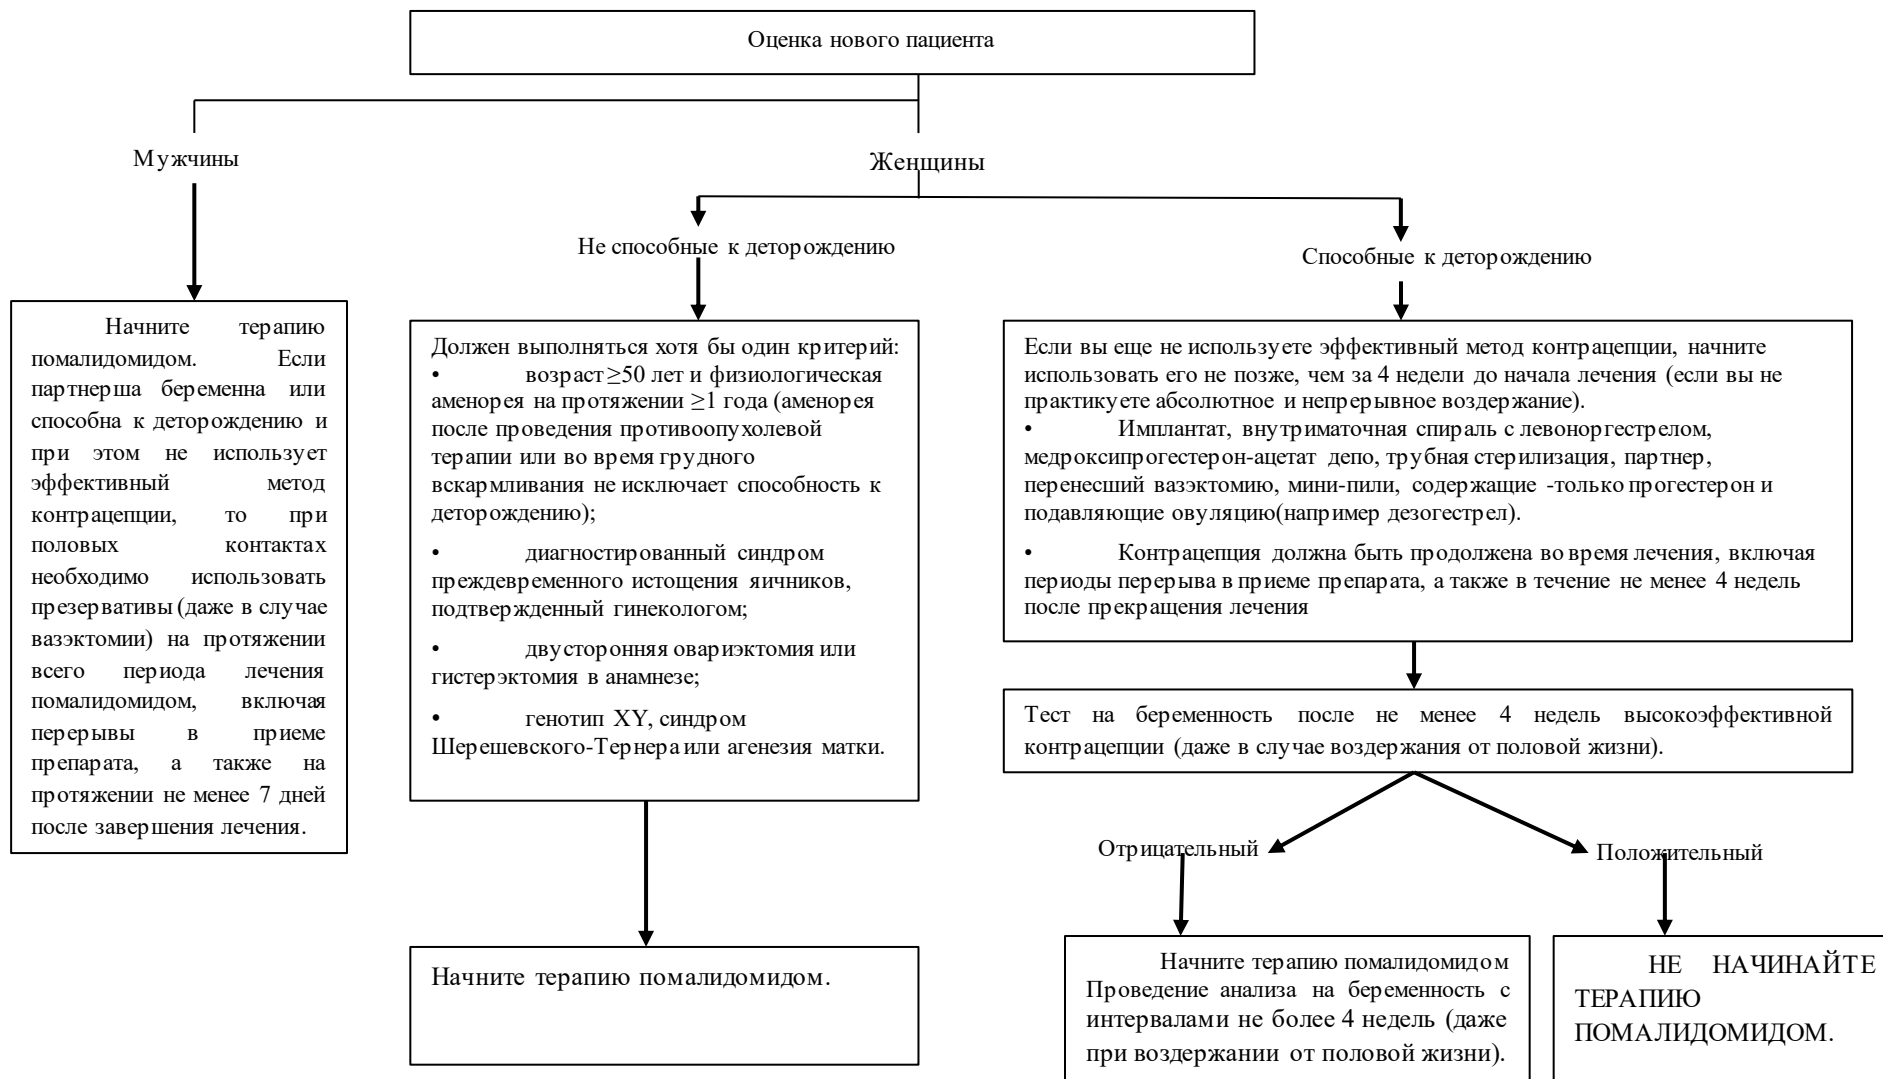 Оценка нового пациента
Мужчины
Женщины
Не способные к деторождению
Способные к деторождению
Начните терапию
помалидомидом. Если
партнерша беременна или
способна к деторождению и
при этом не использует
эффективный метод
контрацепции, то при
половых контактах
необходимо использовать
презервативы (даже в случае
вазэктомии) на протяжении
всего периода лечения
помалидомидом, включая
перерывы в приеме
препарата, а также на
протяжении не менее 7 дней
после завершения лечения.
Должен выполняться хотя бы один критерий:
• возраст ≥50 лет и физиологическая
аменорея на протяжении ≥1 года (аменорея
после проведения противоопухолевой
терапии или во время грудного
вскармливания не исключает способность к
деторождению);
• диагностированный синдром
преждевременного истощения яичников,
подтвержденный гинекологом;
• двусторонняя овариэктомия или
гистерэктомия в анамнезе;
• генотип XY, синдром
Шерешевского-Тернера или агенезия матки.
Начните терапию помалидомидом.
Если вы еще не используете эффективный метод контрацепции, начните
использовать его не позже, чем за 4 недели до начала лечения (если вы не
практикуете абсолютное и непрерывное воздержание).
• Имплантат, внутриматочная спираль с левоноргестрелом,
медроксипрогестерон-ацетат депо, трубная стерилизация, партнер,
перенесший вазэктомию, мини-пили, содержащие -только прогестерон и
подавляющие овуляцию(например дезогестрел).
• Контрацепция должна быть продолжена во время лечения, включая
периоды перерыва в приеме препарата, а также в течение не менее 4 недель
после прекращения лечения
Тест на беременность после не менее 4 недель высокоэффективной
контрацепции (даже в случае воздержания от половой жизни).
Отрицательный
Положительный
Начните терапию помалидомидом
Проведение анализа на беременность с
интервалами не более 4 недель (даже
при воздержании от половой жизни).
НЕ НАЧИНАЙТЕ
ТЕРАПИЮ
ПОМАЛИДОМИДОМ.